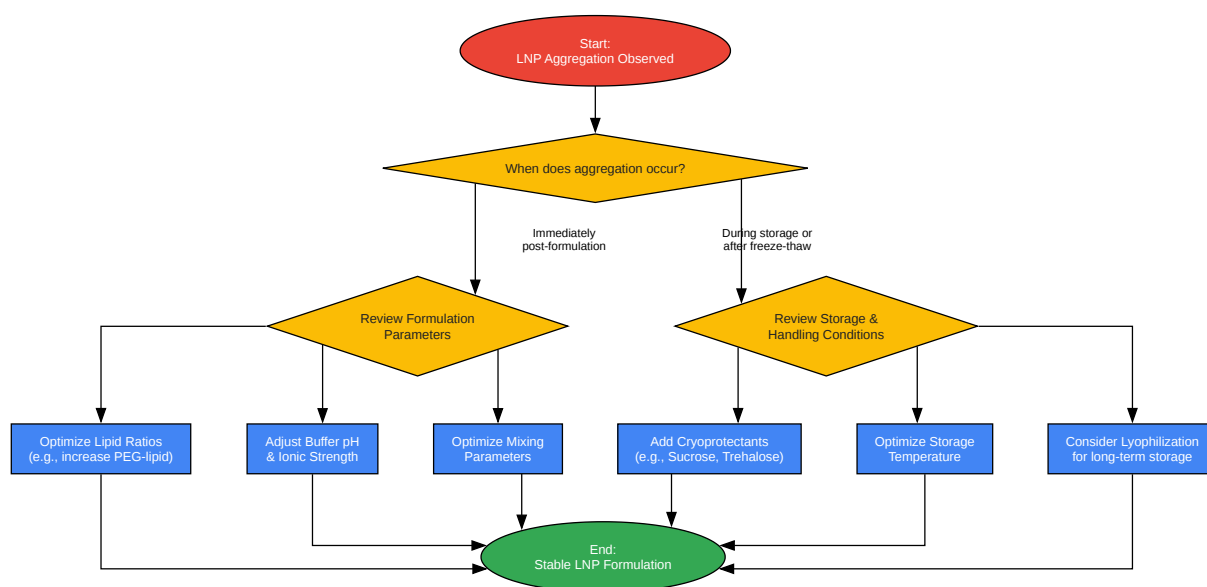 Start:
LNP Aggregation Observed
When does aggregation occur?
Immediately
post-formulation
During storage or
after freeze-thaw
Review Formulation
Parameters
Review Storage &
Handling Conditions
Optimize Lipid Ratios
(e.g., increase PEG-lipid)
Adjust Buffer pH
& Ionic Strength
Optimize Mixing
Parameters
Add Cryoprotectants
(e.g., Sucrose, Trehalose)
Optimize Storage
Temperature
Consider Lyophilization
for long-term storage
End:
Stable LNP Formulation